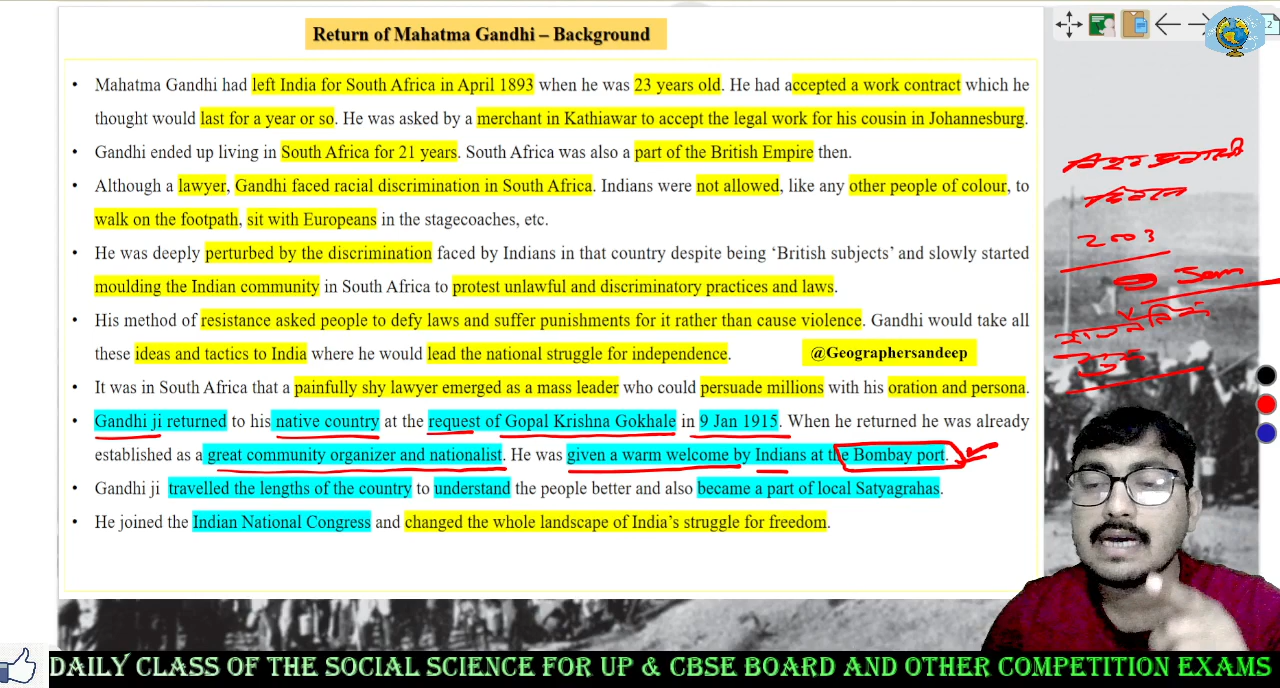 Return of Mahatma Gandhi – Background
• Mahatma Gandhi had left India for South Africa in April 1893 when he was 23 years old. He had accepted a work contract which he
thought would last for a year or so. He was asked by a merchant in Kathiawar to accept the legal work for his cousin in Johannesburg.
• Gandhi ended up living in South Africa for 21 years. South Africa was also a part of the British Empire then.
• Although a lawyer, Gandhi faced racial discrimination in South Africa. Indians were not allowed, like any other people of colour, to
walk on the footpath, sit with Europeans in the stagecoaches, etc.
• He was deeply perturbed by the discrimination faced by Indians in that country despite being ‘British subjects’ and slowly started
moulding the Indian community in South Africa to protest unlawful and discriminatory practices and laws.
• His method of resistance asked people to defy laws and suffer punishments for it rather than cause violence. Gandhi would take all
these ideas and tactics to India where he would lead the national struggle for independence.
@Geographersandeep
• It was in South Africa that a painfully shy lawyer emerged as a mass leader who could persuade millions with his oration and persona.
• Gandhi ji returned to his native country at the request of Gopal Krishna Gokhale in 9 Jan 1915. When he returned he was already
established as a great community organizer and nationalist. He was given a warm welcome by Indians at the Bombay port.
• Gandhi ji travelled the lengths of the country to understand the people better and also became a part of local Satyagrahas.
• He joined the Indian National Congress and changed the whole landscape of India’s struggle for freedom.
दिवस
2003
9 Jan
DAILY CLASS OF THE SOCIAL SCIENCE FOR UP & CBSE BOARD AND OTHER COMPETITION EXAMS